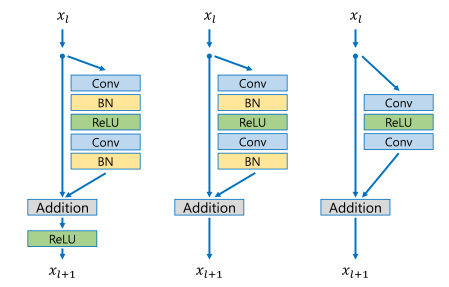 x_l
Conv
BN
ReLU
Conv
BN
Addition
ReLU
x_{l+1}
x_l
Conv
BN
ReLU
Conv
BN
Addition
x_{l+1}
x_l
Conv
ReLU
Conv
Addition
x_{l+1}